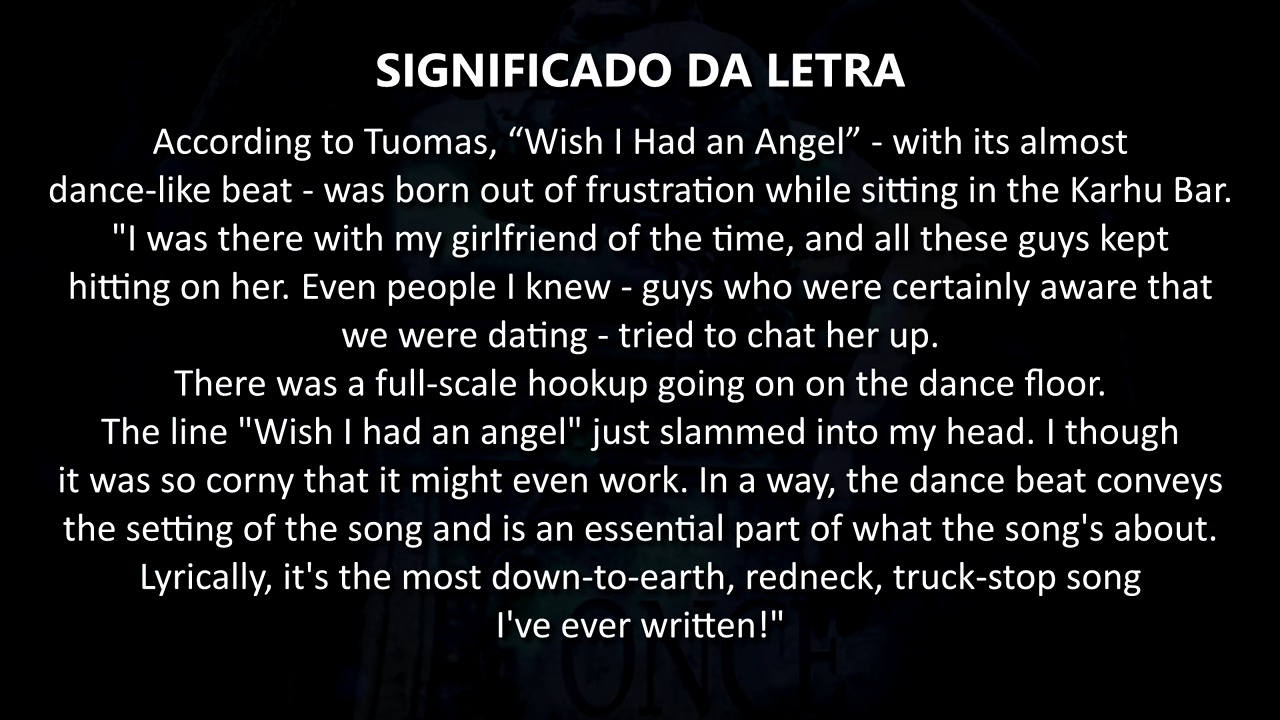 SIGNIFICADO DA LETRA
According to Tuomas, “Wish I Had an Angel” - with its almost
dance-like beat - was born out of frustration while sitting in the Karhu Bar.
"I was there with my girlfriend of the time, and all these guys kept
hitting on her. Even people I knew - guys who were certainly aware that
we were dating - tried to chat her up.
There was a full-scale hookup going on on the dance floor.
The line "Wish I had an angel" just slammed into my head. I though
it was so corny that it might even work. In a way, the dance beat conveys
the setting of the song and is an essential part of what the song's about.
Lyrically, it's the most down-to-earth, redneck, truck-stop song
I've ever written!"
ONCE